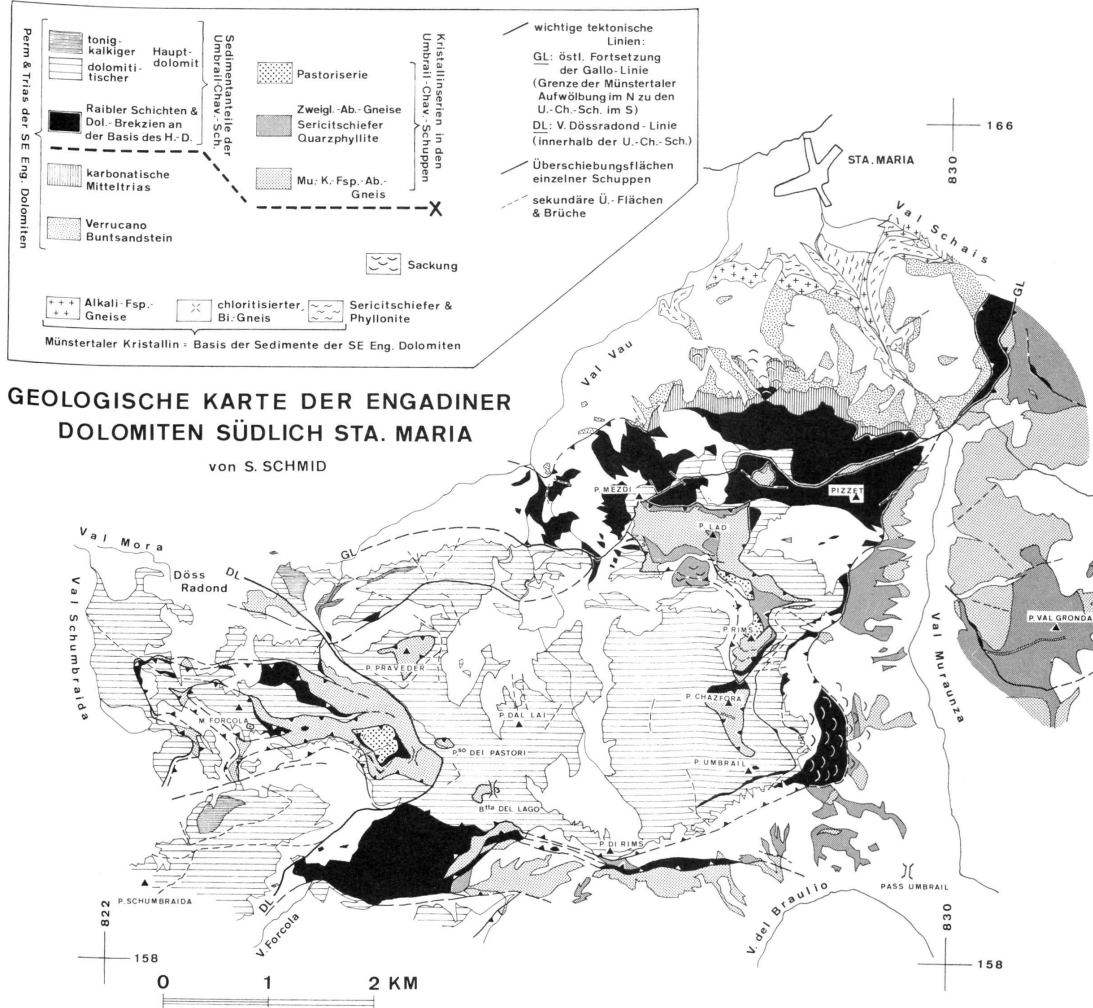 Perm & Trias der SE Eng. Dolomiten
tonig-
kalkiger
Haupt-
dolomit
dolomiti-
tischer
Raibler Schichten &
Dol.-Brekzien an
der Basis des H.-D.
karbonatische
Mitteltrias
Verrucano
Buntsandstein
Sedimentanteile der
Umbrail-Chav.-Sch.
Pastoriserie
Zweigl.-Ab.-Gneise
Sericitschiefer
Quarzphyllite
Mu.-K.-Fsp.-Ab.-
Gneis
Kristallinserien in den
Umbrail-Chav.-Schuppen
X
Sackung
wichtige tektonische
Linien:
GL: östl. Fortsetzung
der Gallo-Linie
(Grenze der Münstertaler
Aufwölbung im N zu den
U.-Ch.-Sch. im S)
DL: V. Dössradond-Linie
(innerhalb der U.-Ch.-Sch.)
Überschiebungsflächen
einzelner Schuppen
sekundäre Ü.-Flächen
& Brüche
Alkali-Fsp.-
Gneise
chloritisierter
Bi.-Gneis
Sericitschiefer &
Phyllonite
Münstertaler Kristallin = Basis der Sedimente der SE Eng. Dolomiten
GEOLOGISCHE KARTE DER ENGADINER
DOLOMITEN SÜDLICH STA. MARIA
von S. SCHMID
166
830
STA. MARIA
Val Schais
GL
Val Vau
P. MEZDI
PIZZET
P. LAD
Val Mora
Döss
Radond
DL
GL
Val Schumbraida
P. RIMS
P. VAL GRONDA
Val Muraunza
P. PRAVEDER
P. CHAZFORA
M. FORCOLA
P. DAL LAI
Pso DEI PASTORI
P. UMBRAIL
Btta DEL LAGO
P. DI RIMS
P. SCHUMBRAIDA
DL
V. Forcola
V. del Braulio
PASS UMBRAIL
822
158
830
158
0 1 2 KM